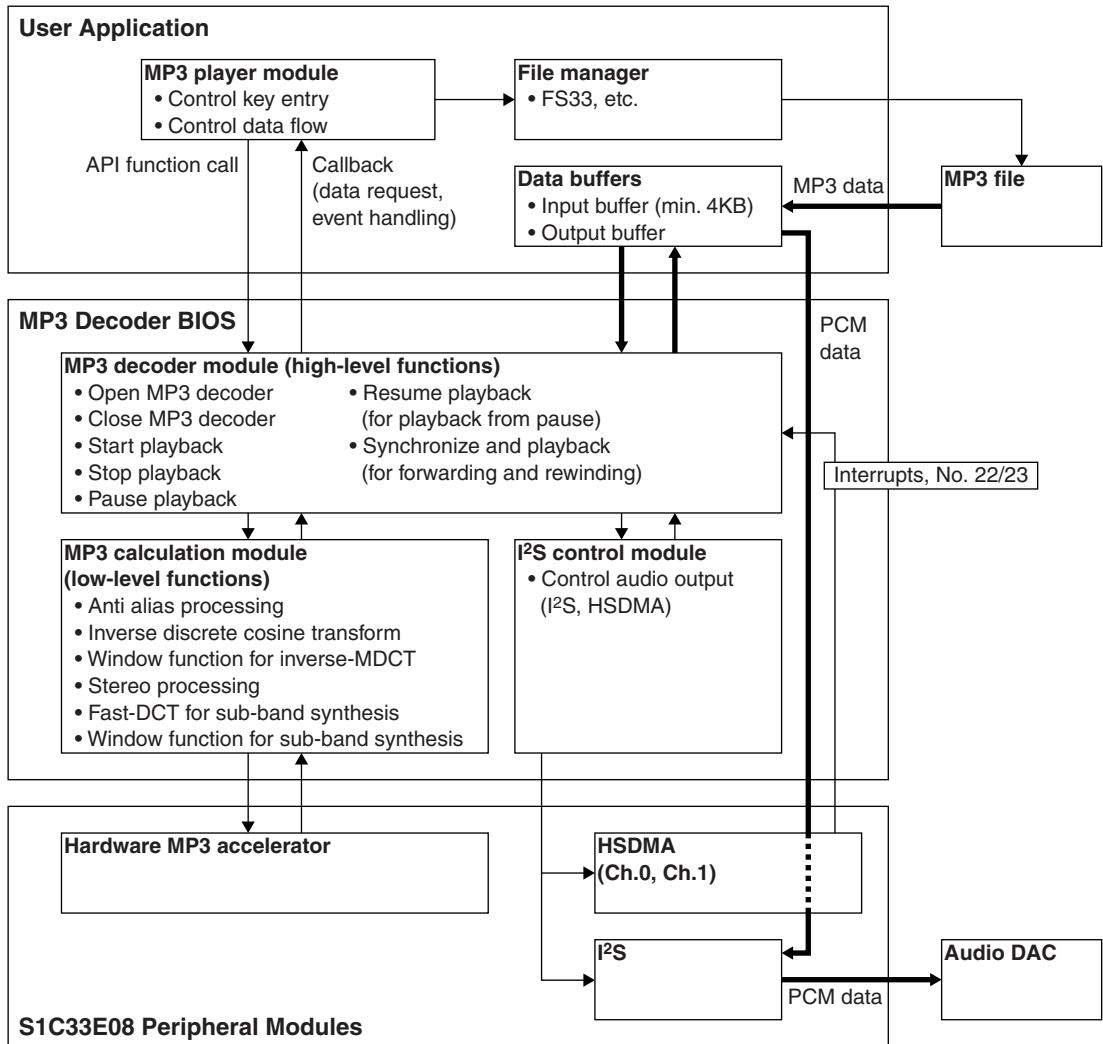 User Application
MP3 player module
• Control key entry
• Control data flow
File manager
• FS33, etc.
API function call
Callback
(data request,
event handling)
Data buffers
• Input buffer (min. 4KB)
• Output buffer
MP3 data
MP3 file
MP3 Decoder BIOS
PCM
data
MP3 decoder module (high-level functions)
• Open MP3 decoder
• Close MP3 decoder
• Start playback
• Stop playback
• Pause playback
• Resume playback
(for playback from pause)
• Synchronize and playback
(for forwarding and rewinding)
Interrupts, No. 22/23
MP3 calculation module
(low-level functions)
• Anti alias processing
• Inverse discrete cosine transform
• Window function for inverse-MDCT
• Stereo processing
• Fast-DCT for sub-band synthesis
• Window function for sub-band synthesis
I²S control module
• Control audio output
(I²S, HSDMA)
Hardware MP3 accelerator
HSDMA
(Ch.0, Ch.1)
I²S
PCM data
Audio DAC
S1C33E08 Peripheral Modules